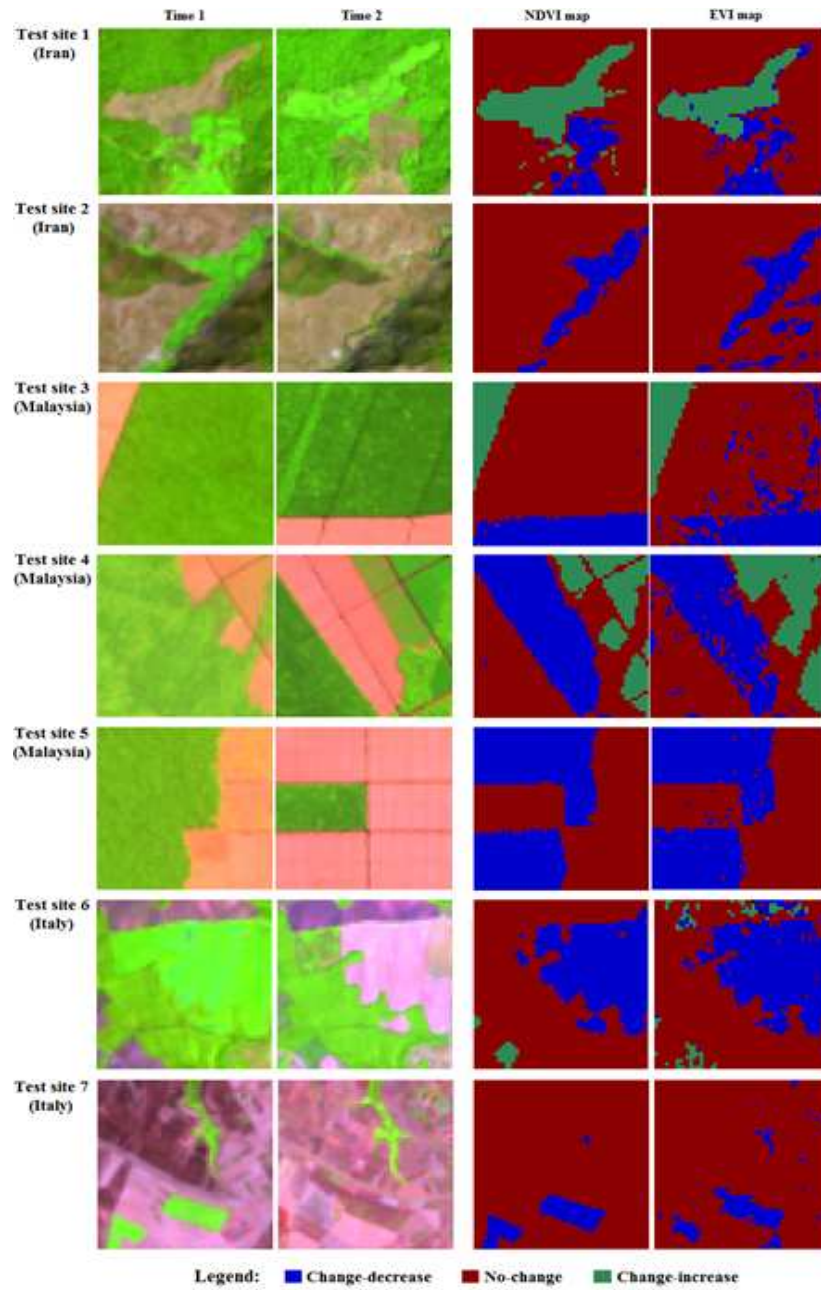 Time 1 Time 2 NDVI map EVI map
Test site 1
(Iran)
Test site 2
(Iran)
Test site 3
(Malaysia)
Test site 4
(Malaysia)
Test site 5
(Malaysia)
Test site 6
(Italy)
Test site 7
(Italy)
Legend: Change-decrease No-change Change-increase